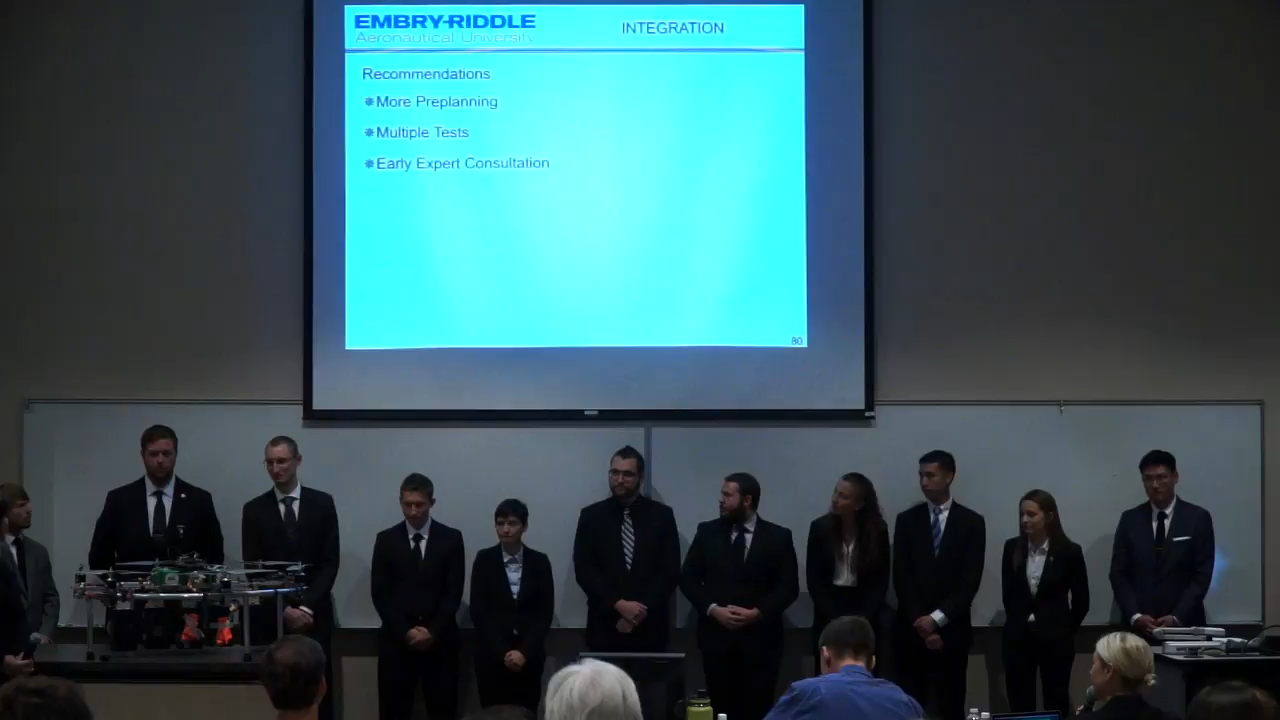 EMBRY-RIDDLE
Aeronautical University
INTEGRATION
Recommendations
More Preplanning
Multiple Tests
Early Expert Consultation
80